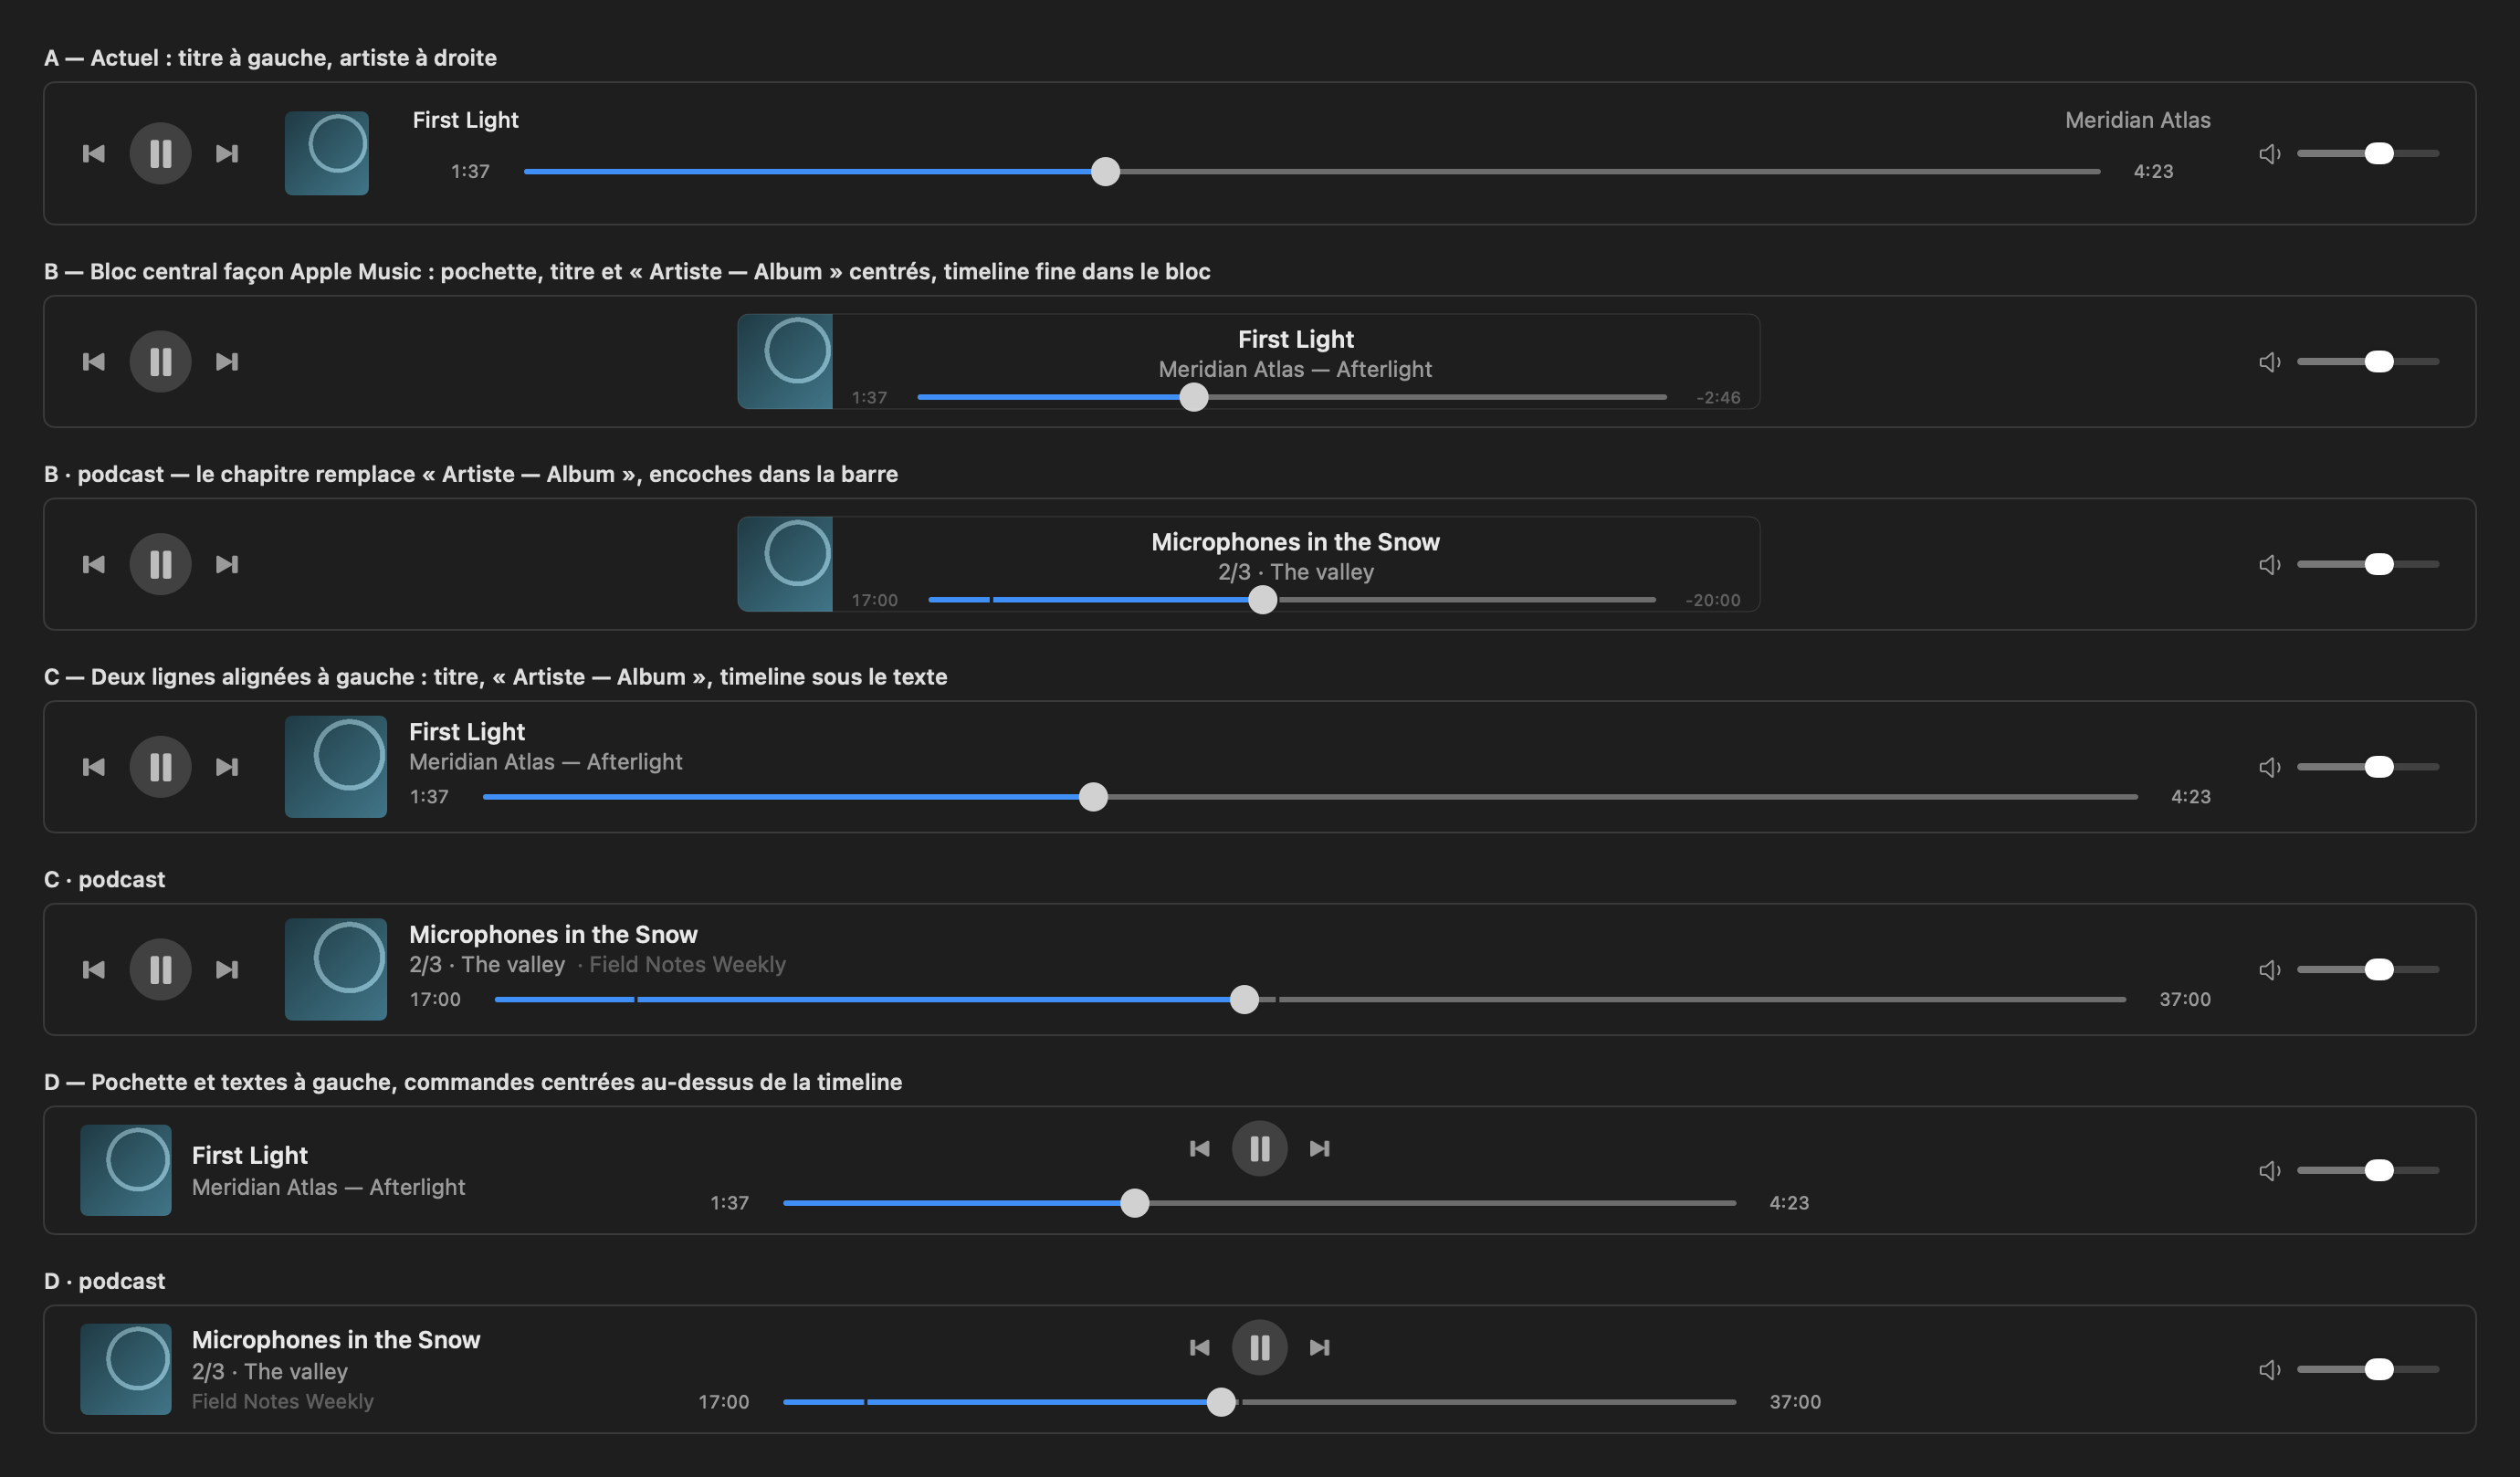 A — Actuel : titre à gauche, artiste à droite
First Light
Meridian Atlas
1:37
4:23
B — Bloc central façon Apple Music : pochette, titre et « Artiste — Album » centrés, timeline fine dans le bloc
First Light
Meridian Atlas — Afterlight
1:37
-2:46
B · podcast — le chapitre remplace « Artiste — Album », encoches dans la barre
Microphones in the Snow
2/3 · The valley
17:00
-20:00
C — Deux lignes alignées à gauche : titre, « Artiste — Album », timeline sous le texte
First Light
Meridian Atlas — Afterlight
1:37
4:23
C · podcast
Microphones in the Snow
2/3 · The valley · Field Notes Weekly
17:00
37:00
D — Pochette et textes à gauche, commandes centrées au-dessus de la timeline
First Light
Meridian Atlas — Afterlight
1:37
4:23
D · podcast
Microphones in the Snow
2/3 · The valley
Field Notes Weekly
17:00
37:00